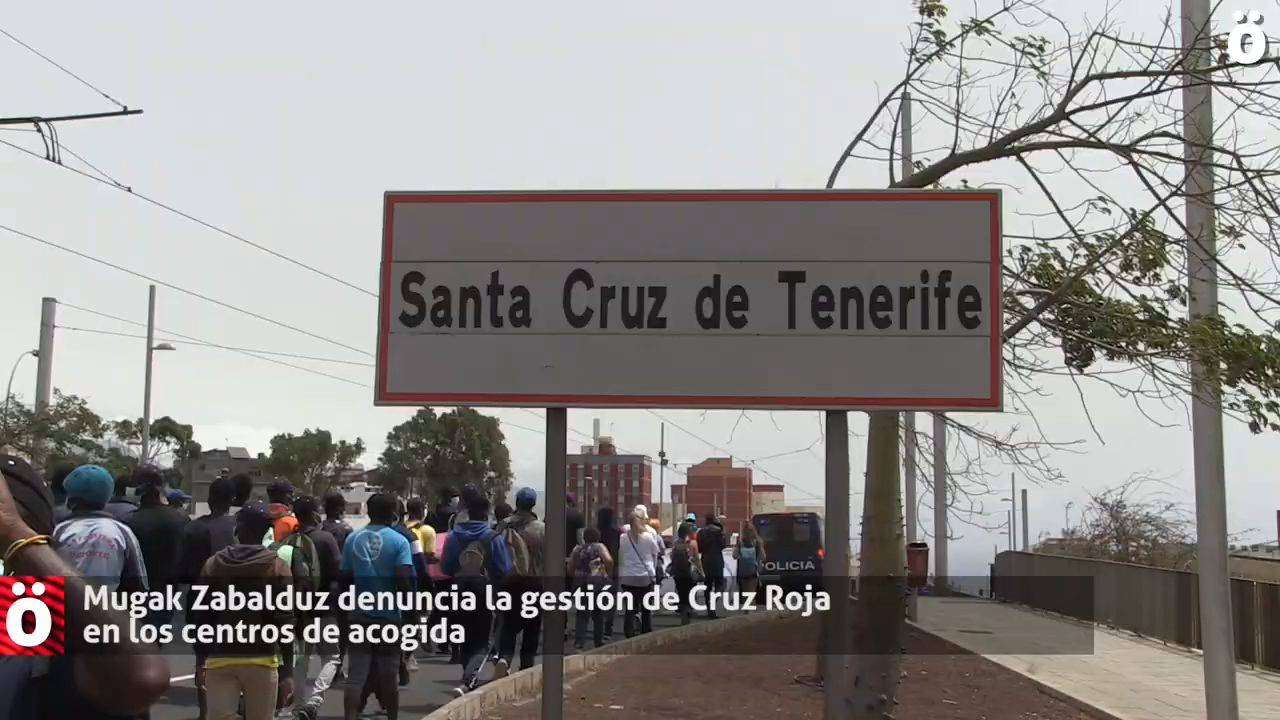 ö
Santa Cruz de Tenerife
POLICIA
ö
Mugak Zabalduz denuncia la gestión de Cruz Roja
en los centros de acogida